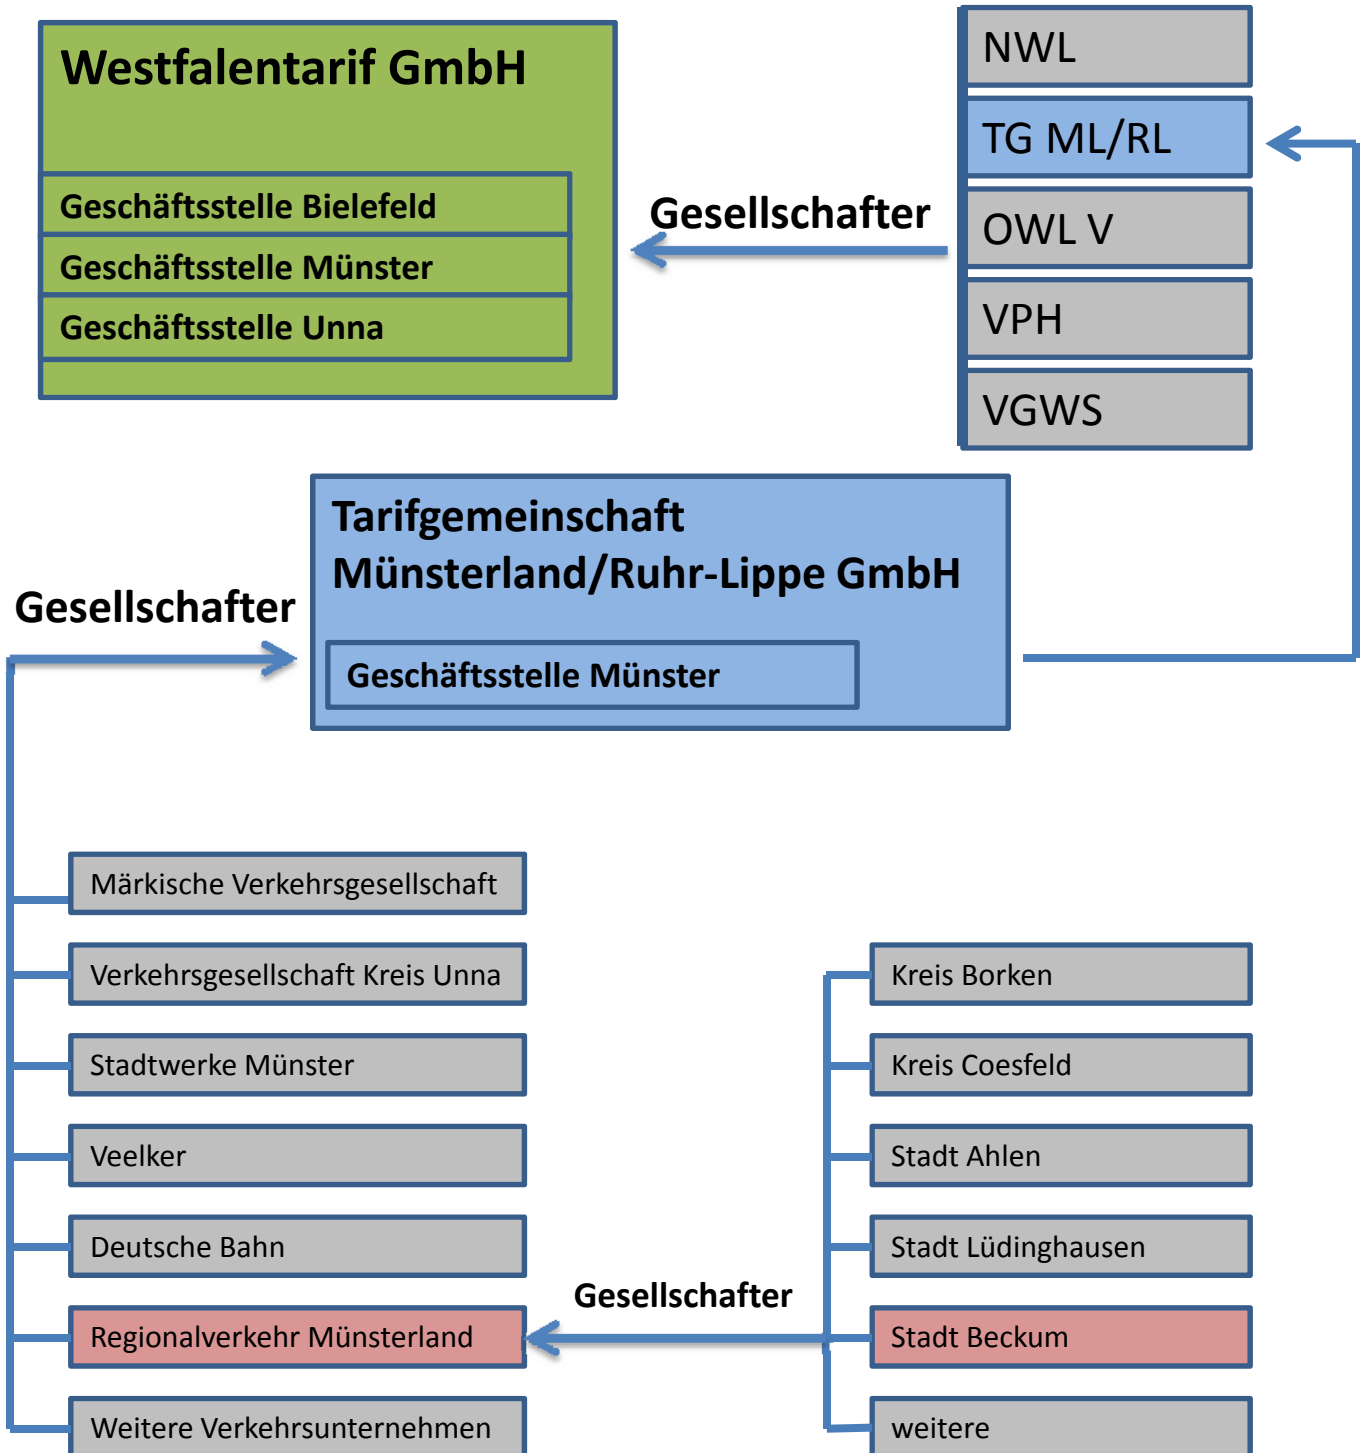 Westfalentarif GmbH
Geschäftsstelle Bielefeld
Geschäftsstelle Münster
Geschäftsstelle Unna
Gesellschafter
NWL
TG ML/RL
OWL V
VPH
VGWS
Tarifgemeinschaft
Münsterland/Ruhr-Lippe GmbH
Geschäftsstelle Münster
Gesellschafter
Märkische Verkehrsgesellschaft
Verkehrsgesellschaft Kreis Unna
Stadtwerke Münster
Veelker
Deutsche Bahn
Regionalverkehr Münsterland
Weitere Verkehrsunternehmen
Gesellschafter
Kreis Borken
Kreis Coesfeld
Stadt Ahlen
Stadt Lüdinghausen
Stadt Beckum
weitere